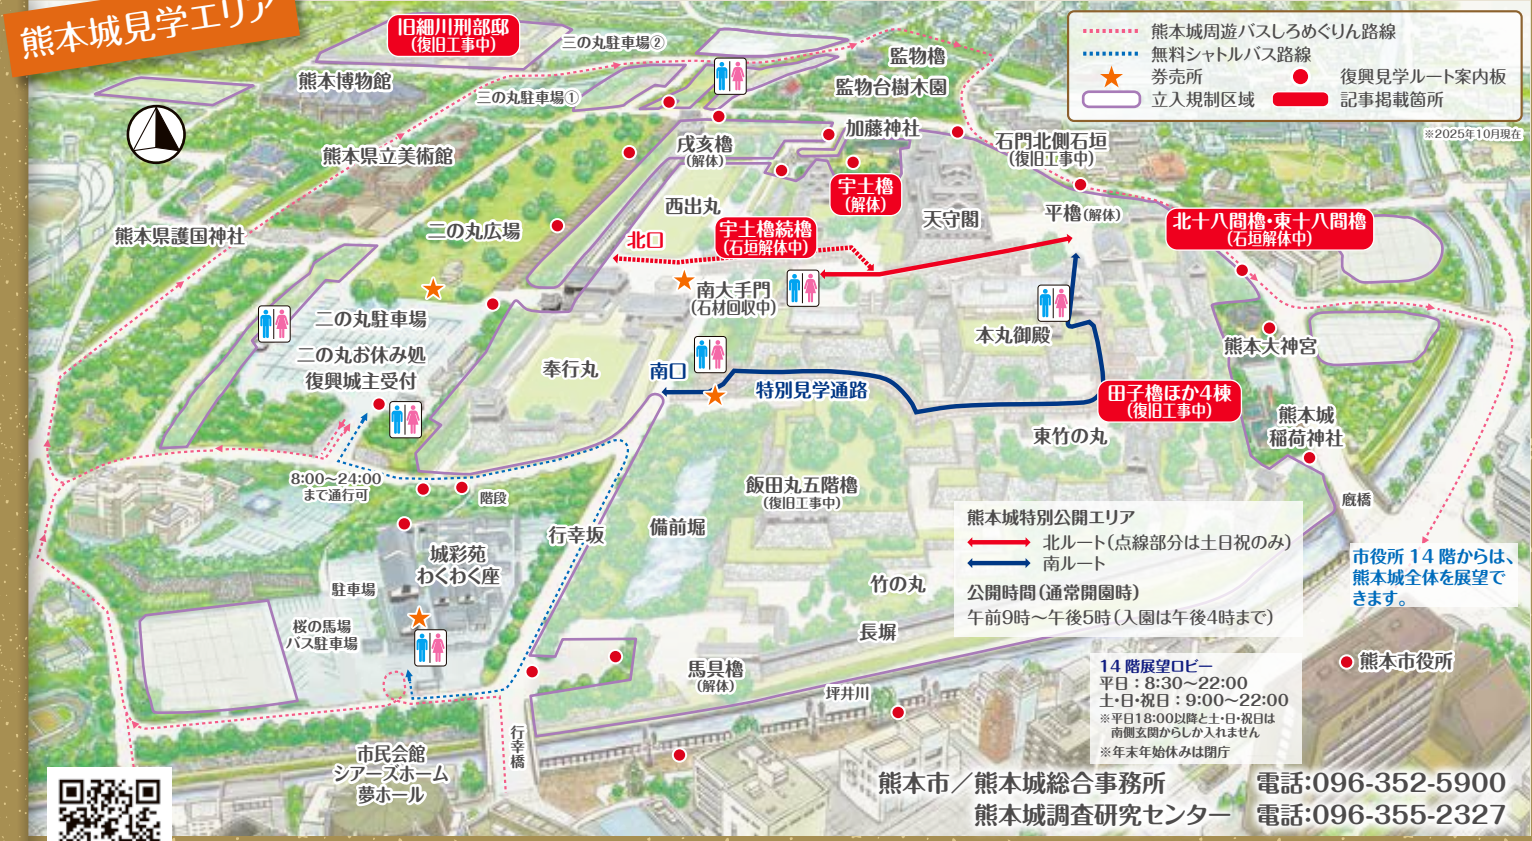 熊本城見学エリア
旧細川刑部邸
(復旧工事中)
三の丸駐車場②
監物櫓
熊本博物館
監物台樹木園
三の丸駐車場①
熊本城周遊バスしろめぐりん路線
無料シャトルバス路線
券売所
復興見学ルート案内板
立入規制区域
記事掲載箇所
※2025年10月現在
加藤神社
戌亥櫓
(解体)
石門北側石垣
(復旧工事中)
熊本県立美術館
宇土櫓
(解体)
西出丸
天守閣
平櫓(解体)
熊本県護国神社
二の丸広場
北口
宇土櫓続櫓
(石垣解体中)
北十八間櫓・東十八間櫓
(石垣解体中)
南大手門
(石材回収中)
二の丸駐車場
本丸御殿
熊本大神宮
二の丸お休み処
復興城主受付
奉行丸
南口
特別見学通路
田子櫓ほか4棟
(復旧工事中)
熊本城
稲荷神社
東竹の丸
8:00〜24:00
まで通行可
階段
飯田丸五階櫓
(復旧工事中)
厩橋
行幸坂
備前堀
熊本城特別公開エリア
北ルート(点線部分は土日祝のみ)
南ルート
公開時間(通常開園時)
午前9時〜午後5時(入園は午後4時まで)
市役所 14 階からは、
熊本城全体を展望で
きます。
城彩苑
わくわく座
駐車場
竹の丸
桜の馬場
バス駐車場
長塀
馬具櫓
(解体)
坪井川
14 階展望ロビー
平日：8:30〜22:00
土・日・祝日：9:00〜22:00
※平日18:00以降と土・日・祝日は
南側玄関からしか入れません
※年末年始休みは閉庁
熊本市役所
行幸橋
市民会館
シアーズホーム
夢ホール
熊本市／熊本城総合事務所　電話:096-352-5900
熊本城調査研究センター　電話:096-355-2327